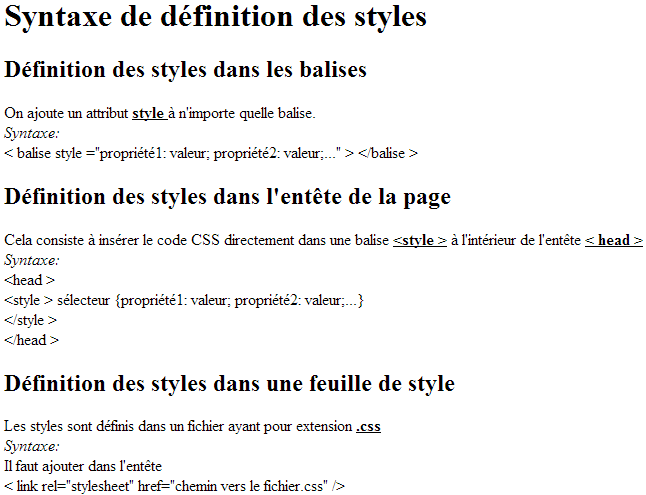 Syntaxe de définition des styles
Définition des styles dans les balises
On ajoute un attribut style à n'importe quelle balise.
Syntaxe:
< balise style ="propriété1: valeur; propriété2: valeur;..." > </balise >
Définition des styles dans l'entête de la page
Cela consiste à insérer le code CSS directement dans une balise <style > à l'intérieur de l'entête < head >
Syntaxe:
<head >
<style > sélecteur {propriété1: valeur; propriété2: valeur;...}
</style >
</head >
Définition des styles dans une feuille de style
Les styles sont définis dans un fichier ayant pour extension .css
Syntaxe:
Il faut ajouter dans l'entête
< link rel="stylesheet" href="chemin vers le fichier.css" />